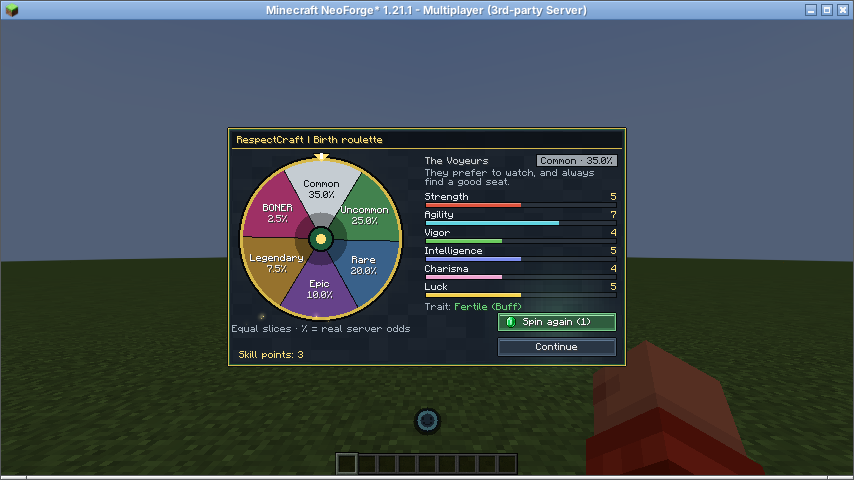 Minecraft NeoForge* 1.21.1 - Multiplayer (3rd-party Server)
RespectCraft | Birth roulette
Common
35.0%
Uncommon
25.0%
Rare
20.0%
Epic
10.0%
Legendary
7.5%
BONER
2.5%
Equal slices · % = real server odds
Skill points: 3
The Voyeurs
Common · 35.0%
They prefer to watch, and always
find a good seat.
Strength 5
Agility 7
Vigor 4
Intelligence 5
Charisma 4
Luck 5
Trait: Fertile (Buff)
Spin again (1)
Continue